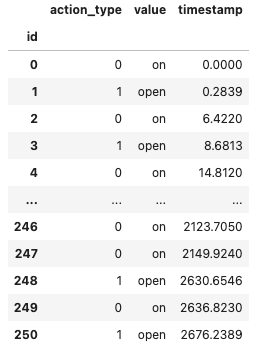 action_type value timestamp
id
0 0 on 0.0000
1 1 open 0.2839
2 0 on 6.4220
3 1 open 8.6813
4 0 on 14.8120
... ... ... ...
246 0 on 2123.7050
247 0 on 2149.9240
248 1 open 2630.6546
249 0 on 2636.8230
250 1 open 2676.2389